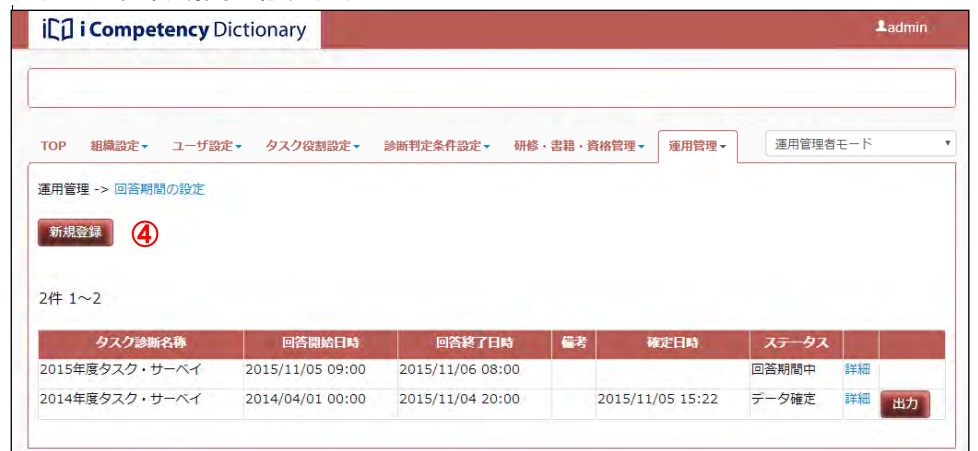 i Competency Dictionary
admin
TOP 組織設定 ユーザ設定 タスク役割設定 診断判定条件設定 研修・書籍・資格管理 運用管理 運用管理者モード
運用管理 -> 回答期間の設定
新規登録 ④
2件 1～2
タスク診断名称 回答開始日時 回答終了日時 備考 確定日時 ステータス
2015年度タスク・サーベイ 2015/11/05 09:00 2015/11/06 08:00 回答期間中 詳細
2014年度タスク・サーベイ 2014/04/01 00:00 2015/11/04 20:00 2015/11/05 15:22 データ確定 詳細 出力